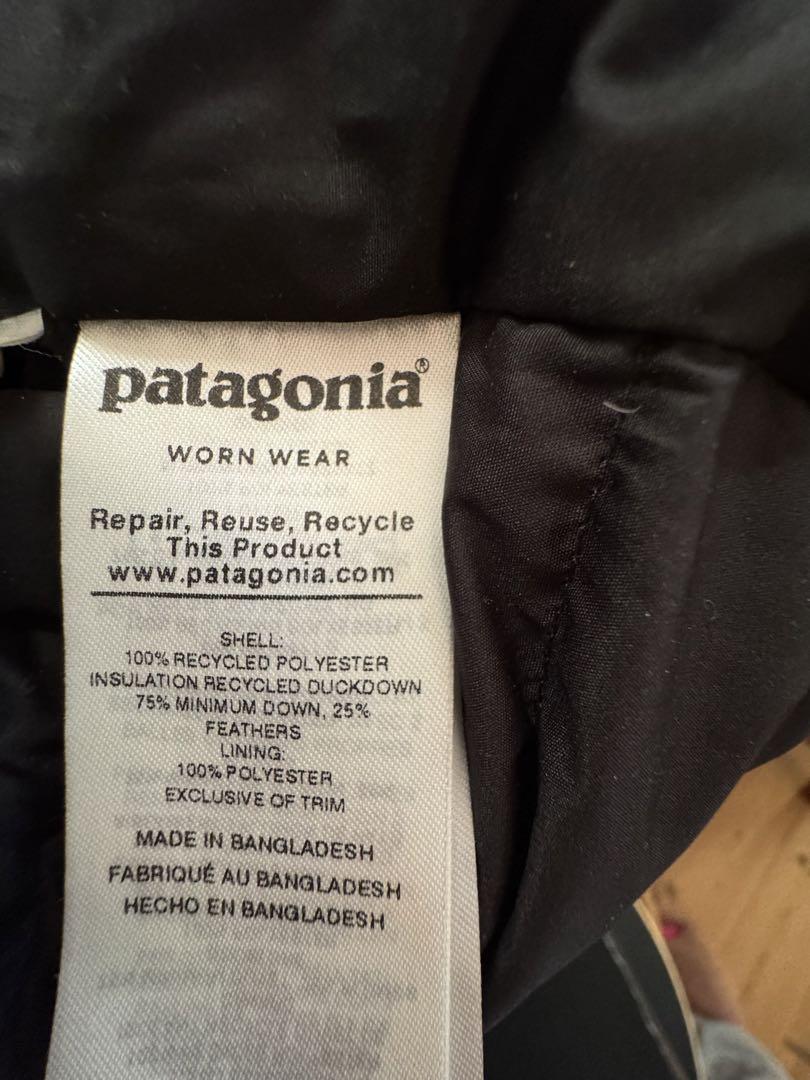 patagonia®
WORN WEAR
Repair, Reuse, Recycle
This Product
www.patagonia.com
SHELL:
100% RECYCLED POLYESTER
INSULATION RECYCLED DUCKDOWN
75% MINIMUM DOWN, 25%
FEATHERS
LINING:
100% POLYESTER
EXCLUSIVE OF TRIM
MADE IN BANGLADESH
FABRIQUÉ AU BANGLADESH
HECHO EN BANGLADESH